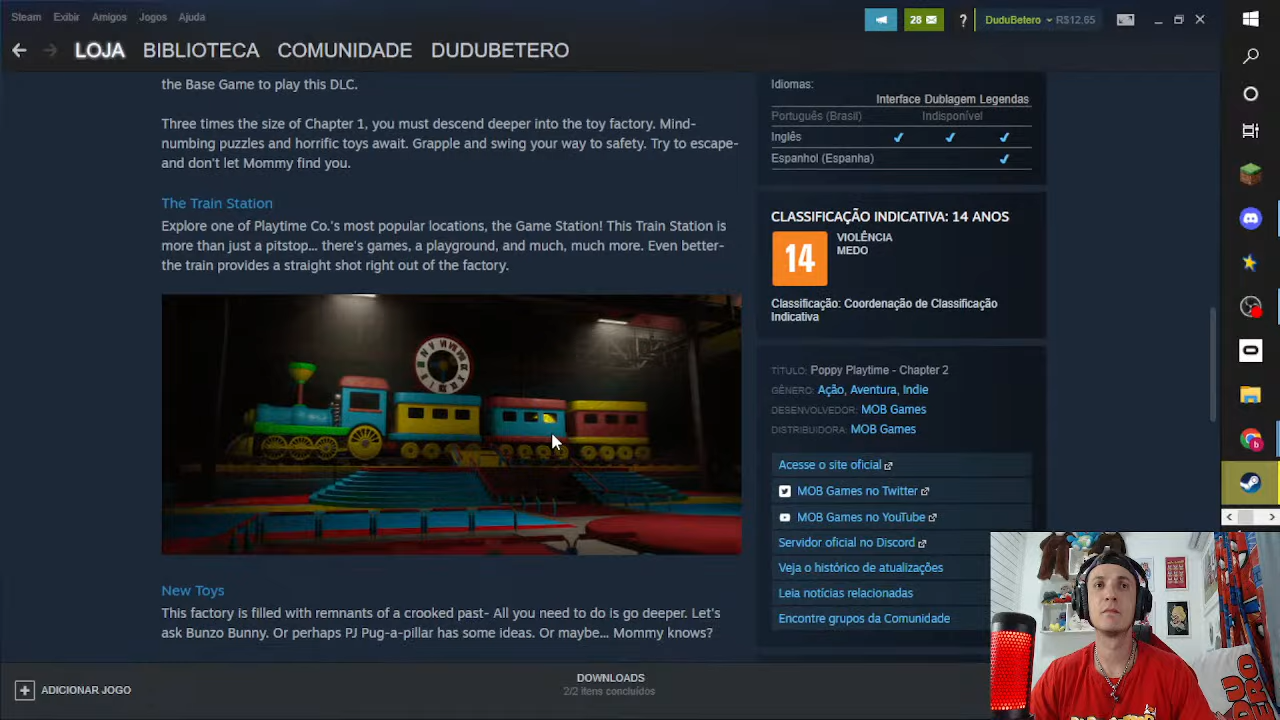 Steam Exibir Amigos Jogos Ajuda
28 ? DuduBetero R$12,65
LOJA BIBLIOTECA COMUNIDADE DUDUBETERO
the Base Game to play this DLC.
Three times the size of Chapter 1, you must descend deeper into the toy factory. Mind-
numbing puzzles and horrific toys await. Grapple and swing your way to safety. Try to escape-
and don't let Mommy find you.
The Train Station
Explore one of Playtime Co.'s most popular locations, the Game Station! This Train Station is
more than just a pitstop... there's games, a playground, and much, much more. Even better-
the train provides a straight shot right out of the factory.
New Toys
This factory is filled with remnants of a crooked past- All you need to do is go deeper. Let's
ask Bunzo Bunny. Or perhaps PJ Pug-a-pillar has some ideas. Or maybe... Mommy knows?
Idiomas:
Interface Dublagem Legendas
Português (Brasil) Indisponível
Inglês ✔ ✔ ✔
Espanhol (Espanha) ✔
CLASSIFICAÇÃO INDICATIVA: 14 ANOS
14
VIOLÊNCIA
MEDO
Classificação: Coordenação de Classificação
Indicativa
TÍTULO: Poppy Playtime - Chapter 2
GÊNERO: Ação, Aventura, Indie
DESENVOLVEDOR: MOB Games
DISTRIBUIDORA: MOB Games
Acesse o site oficial
MOB Games no Twitter
MOB Games no YouTube
Servidor oficial no Discord
Veja o histórico de atualizações
Leia notícias relacionadas
Encontre grupos da Comunidade
ADICIONAR JOGO
DOWNLOADS
2/2 itens concluídos